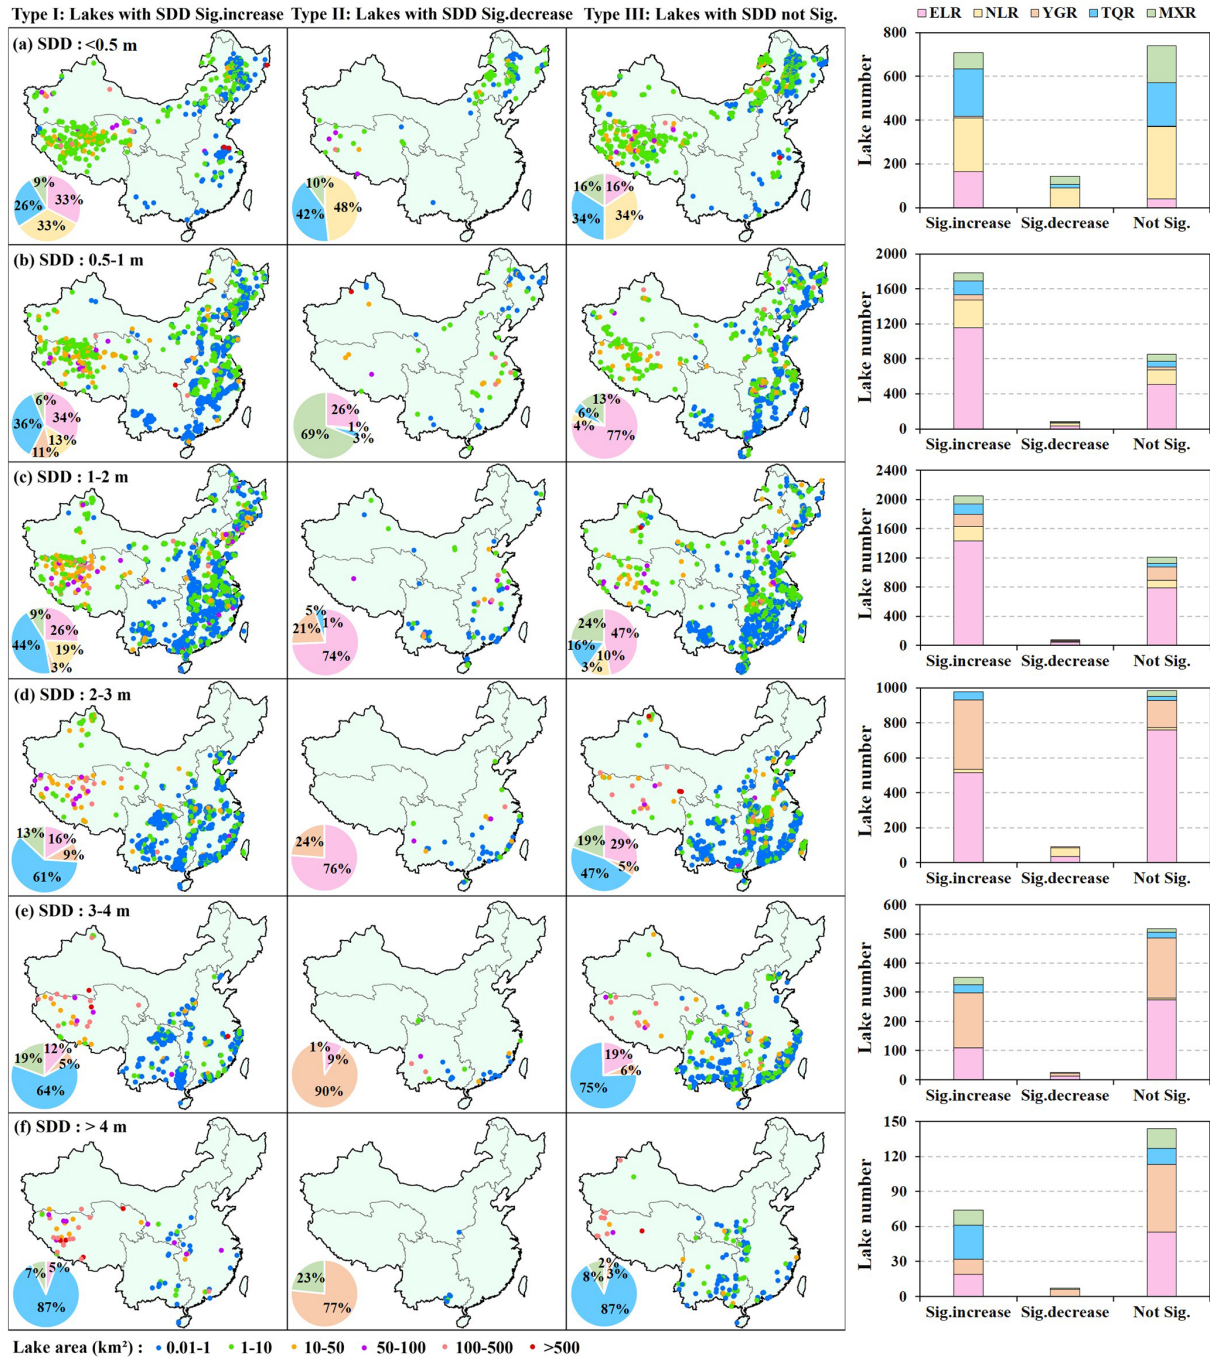 Type I: Lakes with SDD Sig.increase Type II: Lakes with SDD Sig.decrease Type III: Lakes with SDD not Sig.
ELR NLR YGR TQR MXR
(a) SDD : <0.5 m
9% 33% 26% 33%
10% 48% 42%
16% 16% 34% 34%
Lake number
800
600
400
200
0
Sig.increase Sig.decrease Not Sig.
(b) SDD : 0.5-1 m
6% 34% 36% 13% 11%
26% 1% 3% 69%
13% 6% 4% 77%
Lake number
2000
1600
1200
800
400
0
Sig.increase Sig.decrease Not Sig.
(c) SDD : 1-2 m
9% 26% 44% 19% 3%
5% 1% 21% 74%
24% 47% 16% 10% 3%
Lake number
2400
2000
1600
1200
800
400
0
Sig.increase Sig.decrease Not Sig.
(d) SDD : 2-3 m
13% 16% 9% 61%
24% 76%
19% 29% 5% 47%
Lake number
1000
800
600
400
200
0
Sig.increase Sig.decrease Not Sig.
(e) SDD : 3-4 m
12% 19% 5% 64%
1% 9% 90%
19% 6% 75%
Lake number
600
500
400
300
200
100
0
Sig.increase Sig.decrease Not Sig.
(f) SDD : > 4 m
7% 5% 87%
23% 77%
2% 8% 3% 87%
Lake number
150
120
90
60
30
0
Sig.increase Sig.decrease Not Sig.
Lake area (km²) : 0.01-1 1-10 10-50 50-100 100-500 >500